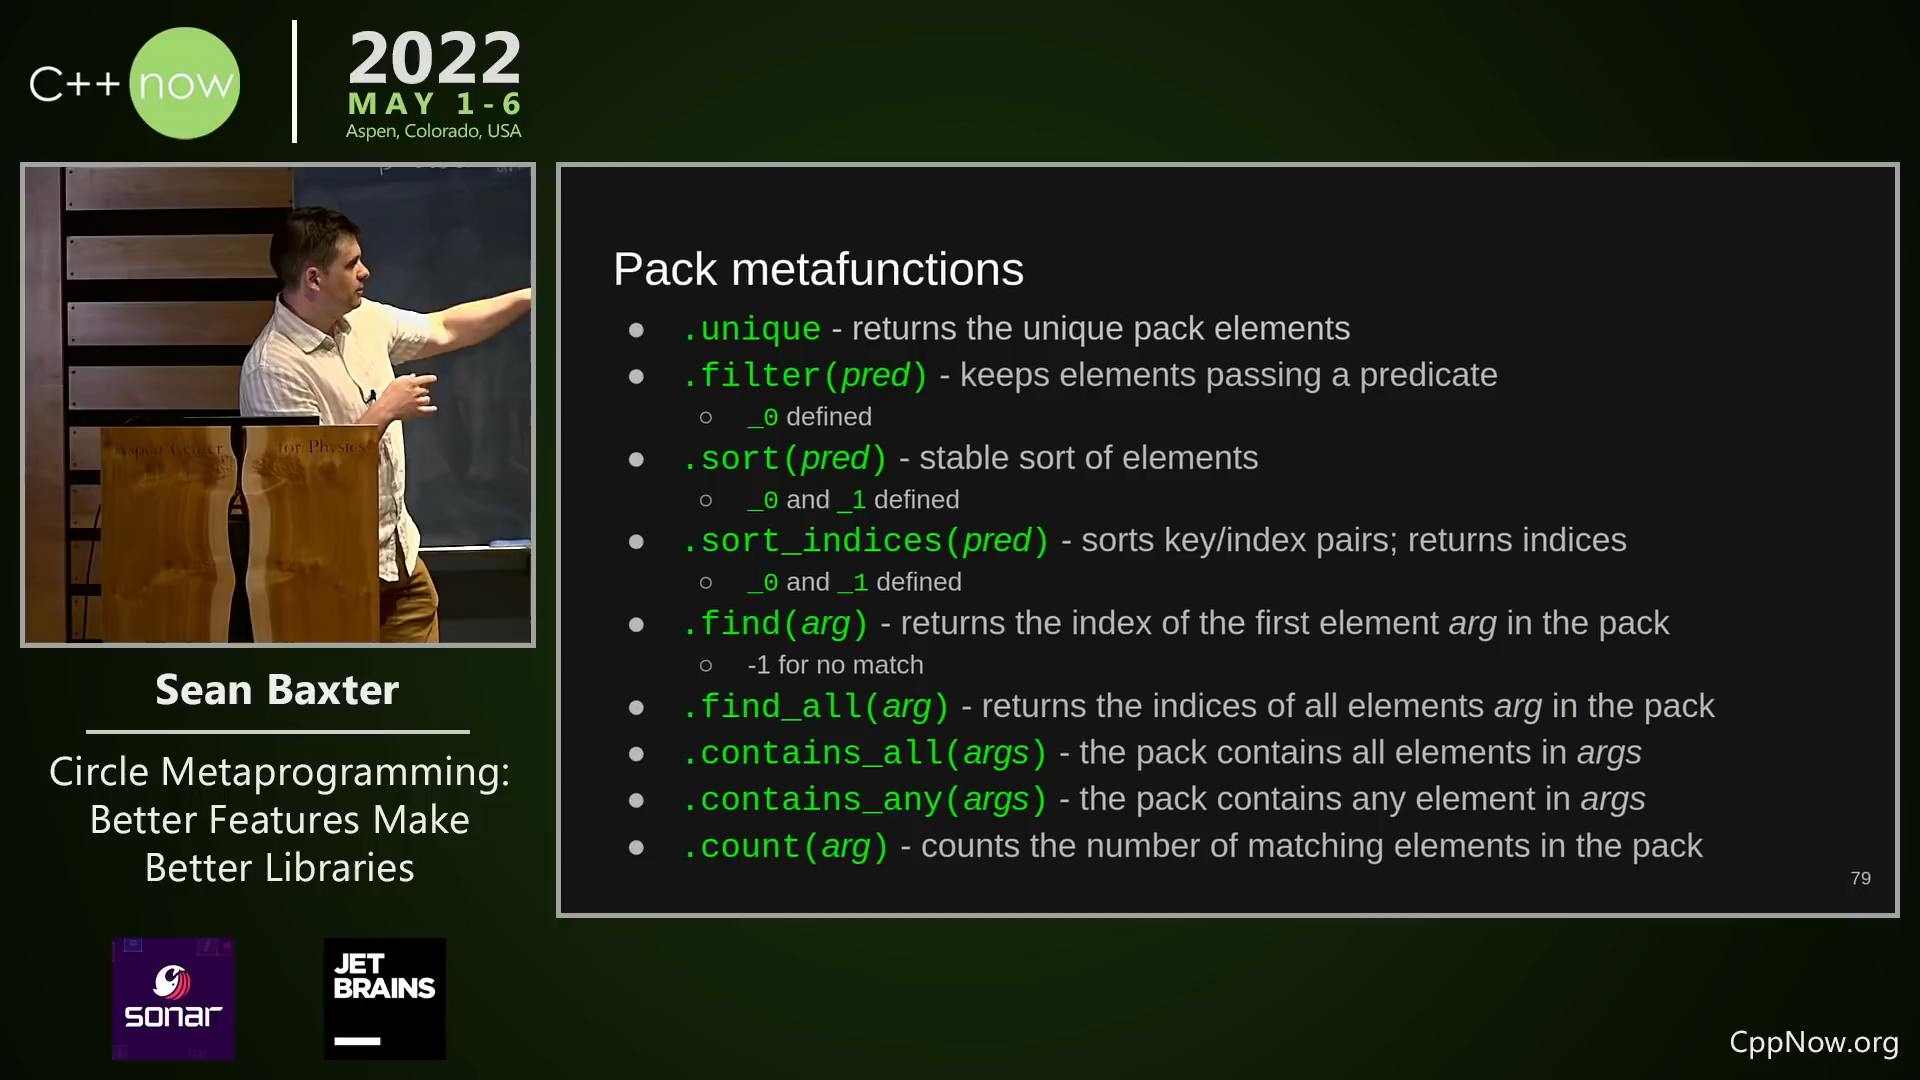 C++ now
2022
MAY 1-6
Aspen, Colorado, USA
Aspen Center for Physics
Sean Baxter
Circle Metaprogramming:
Better Features Make
Better Libraries
sonar
JET
BRAINS
Pack metafunctions
● .unique - returns the unique pack elements
● .filter(pred) - keeps elements passing a predicate
○ _0 defined
● .sort(pred) - stable sort of elements
○ _0 and _1 defined
● .sort_indices(pred) - sorts key/index pairs; returns indices
○ _0 and _1 defined
● .find(arg) - returns the index of the first element arg in the pack
○ -1 for no match
● .find_all(arg) - returns the indices of all elements arg in the pack
● .contains_all(args) - the pack contains all elements in args
● .contains_any(args) - the pack contains any element in args
● .count(arg) - counts the number of matching elements in the pack
79
CppNow.org